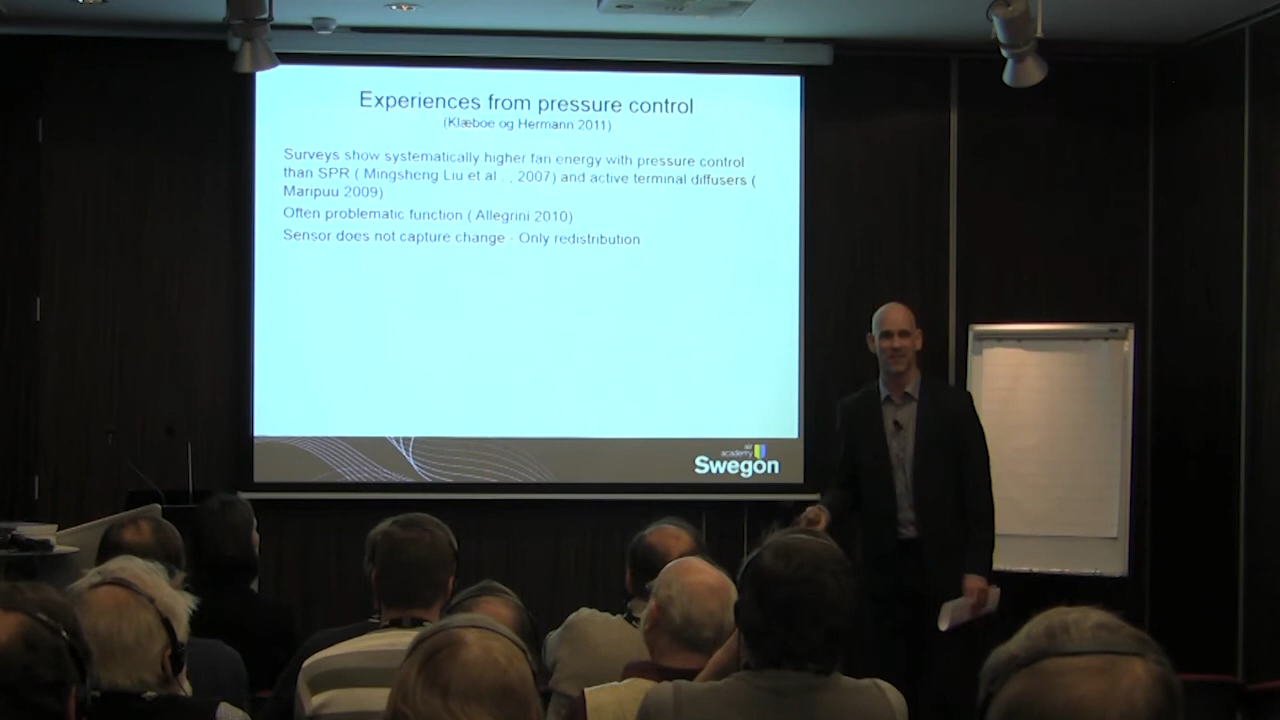 Experiences from pressure control
(Klæboe og Hermann 2011)
Surveys show systematically higher fan energy with pressure control
than SPR ( Mingsheng Liu et al . , 2007) and active terminal diffusers (
Maripuu 2009)
Often problematic function ( Allegrini 2010)
Sensor does not capture change - Only redistribution
air
academy
Swegon